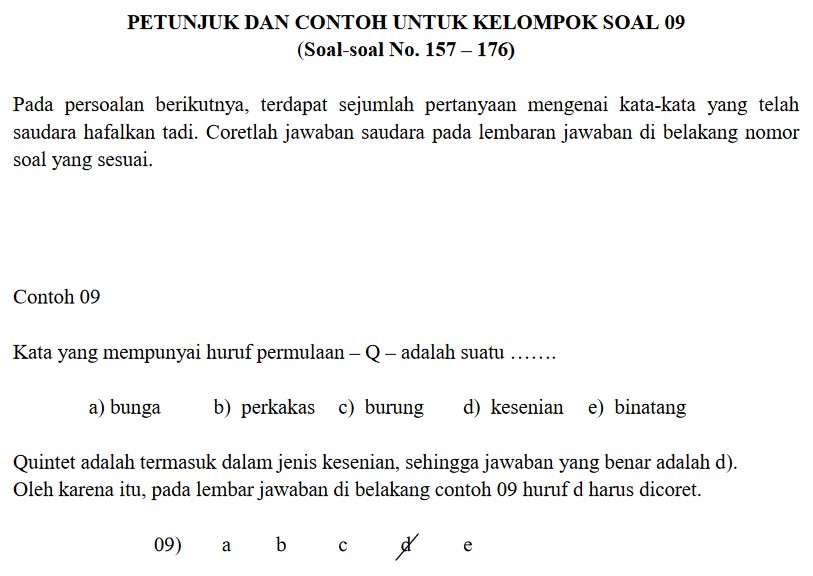 PETUNJUK DAN CONTOH UNTUK KELOMPOK SOAL 09
(Soal-soal No. 157 – 176)
Pada persoalan berikutnya, terdapat sejumlah pertanyaan mengenai kata-kata yang telah
saudara hafalkan tadi. Coretlah jawaban saudara pada lembaran jawaban di belakang nomor
soal yang sesuai.
Contoh 09
Kata yang mempunyai huruf permulaan – Q – adalah suatu …….
a) bunga b) perkakas c) burung d) kesenian e) binatang
Quintet adalah termasuk dalam jenis kesenian, sehingga jawaban yang benar adalah d).
Oleh karena itu, pada lembar jawaban di belakang contoh 09 huruf d harus dicoret.
09) a b c d e